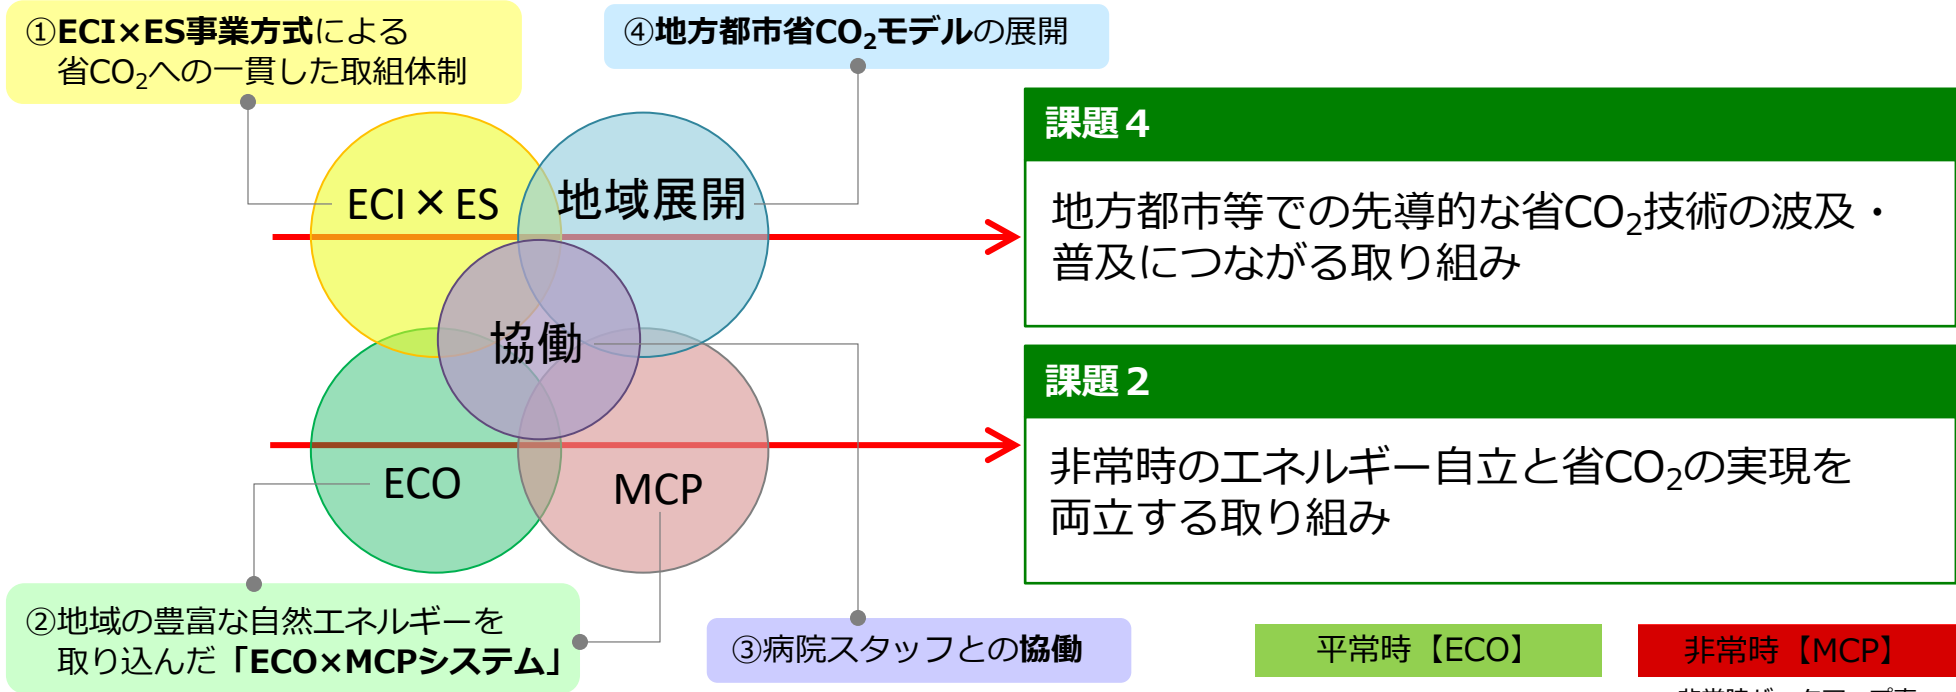 ①ECI×ES事業方式による
省CO₂への一貫した取組体制
④地方都市省CO₂モデルの展開
ECI×ES
地域展開
協働
ECO
MCP
課題４
地方都市等での先導的な省CO₂技術の波及・
普及につながる取り組み
課題２
非常時のエネルギー自立と省CO₂の実現を
両立する取り組み
②地域の豊富な自然エネルギーを
取り込んだ「ECO×MCPシステム」
③病院スタッフとの協働
平常時【ECO】
非常時【MCP】